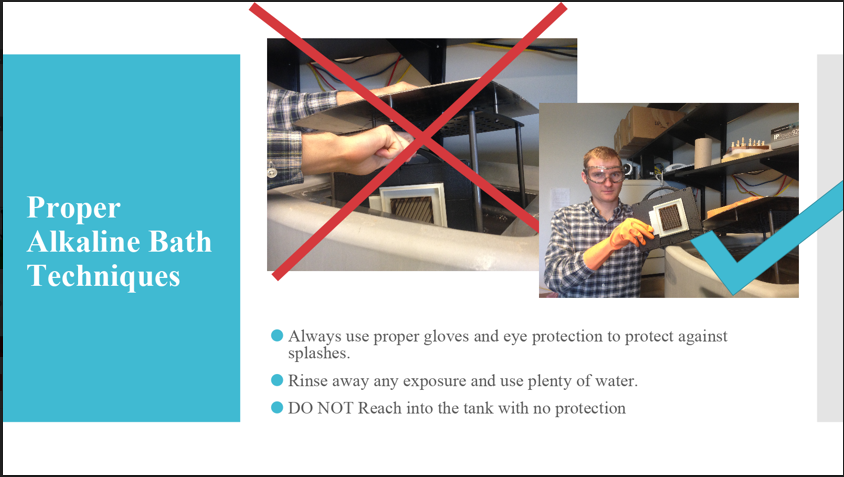 Proper
Alkaline Bath
Techniques
Always use proper gloves and eye protection to protect against
splashes.
Rinse away any exposure and use plenty of water.
DO NOT Reach into the tank with no protection